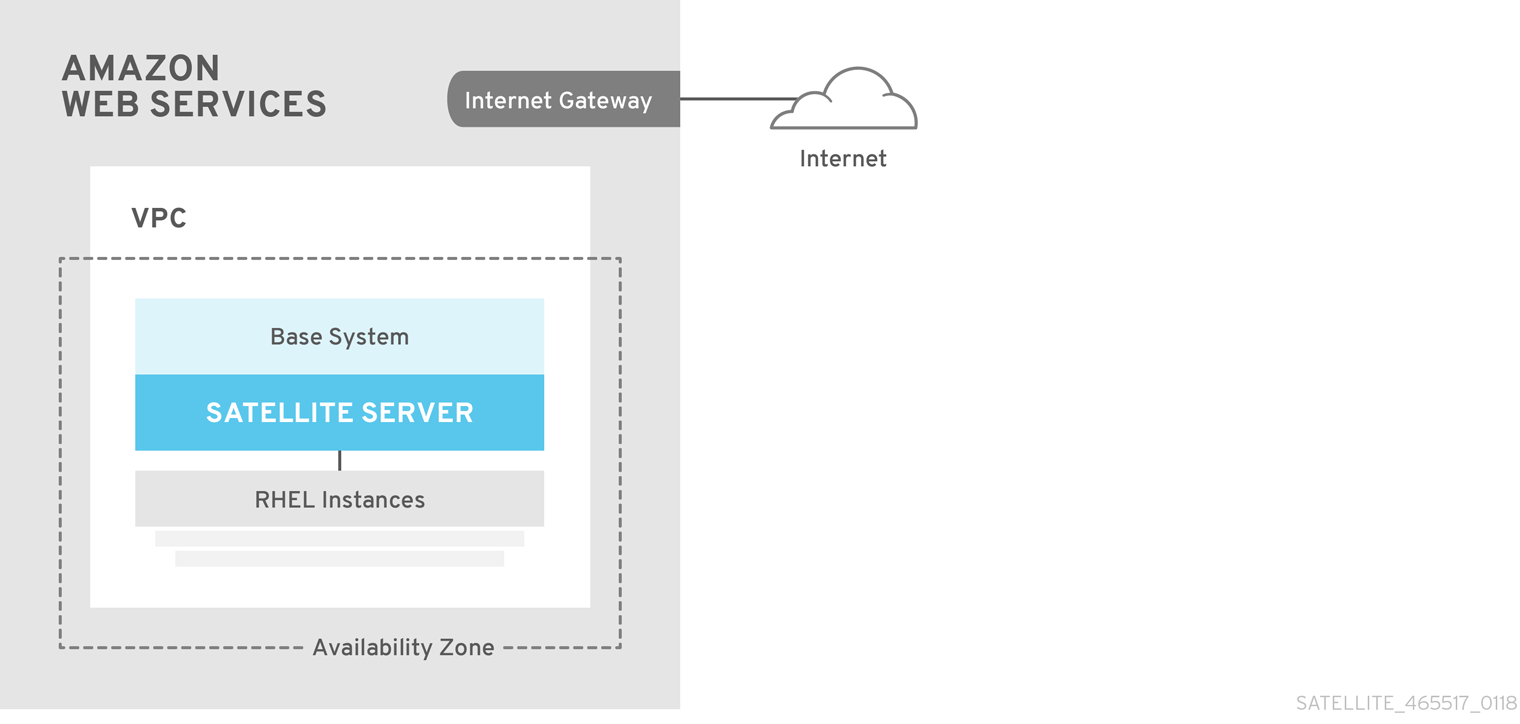 AMAZON
WEB SERVICES
Internet Gateway
Internet
VPC
Base System
SATELLITE SERVER
RHEL Instances
Availability Zone
SATELLITE_465517_0118